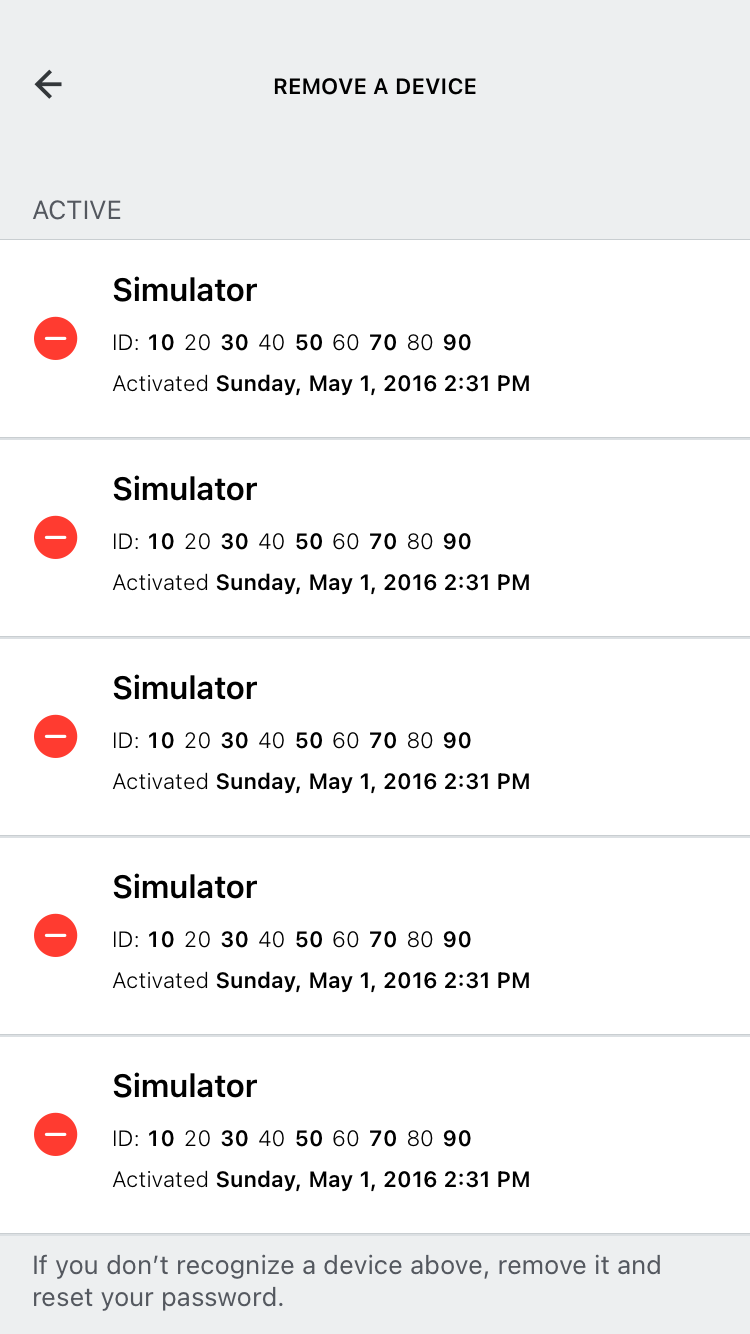 REMOVE A DEVICE
ACTIVE
Simulator
ID: 10 20 30 40 50 60 70 80 90
Activated Sunday, May 1, 2016 2:31 PM
Simulator
ID: 10 20 30 40 50 60 70 80 90
Activated Sunday, May 1, 2016 2:31 PM
Simulator
ID: 10 20 30 40 50 60 70 80 90
Activated Sunday, May 1, 2016 2:31 PM
Simulator
ID: 10 20 30 40 50 60 70 80 90
Activated Sunday, May 1, 2016 2:31 PM
Simulator
ID: 10 20 30 40 50 60 70 80 90
Activated Sunday, May 1, 2016 2:31 PM
If you don’t recognize a device above, remove it and
reset your password.